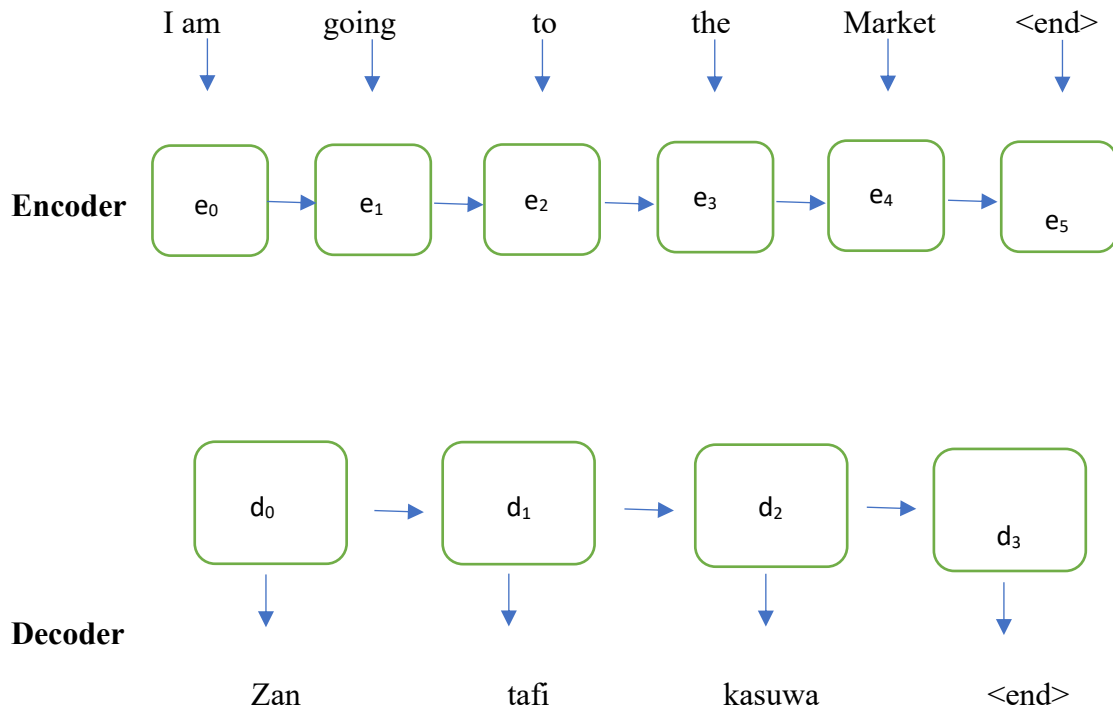 I am going to the Market <end>
Encoder e₀ e₁ e₂ e₃ e₄ e₅
d₀ d₁ d₂ d₃
Decoder
Zan tafi kasuwa <end>